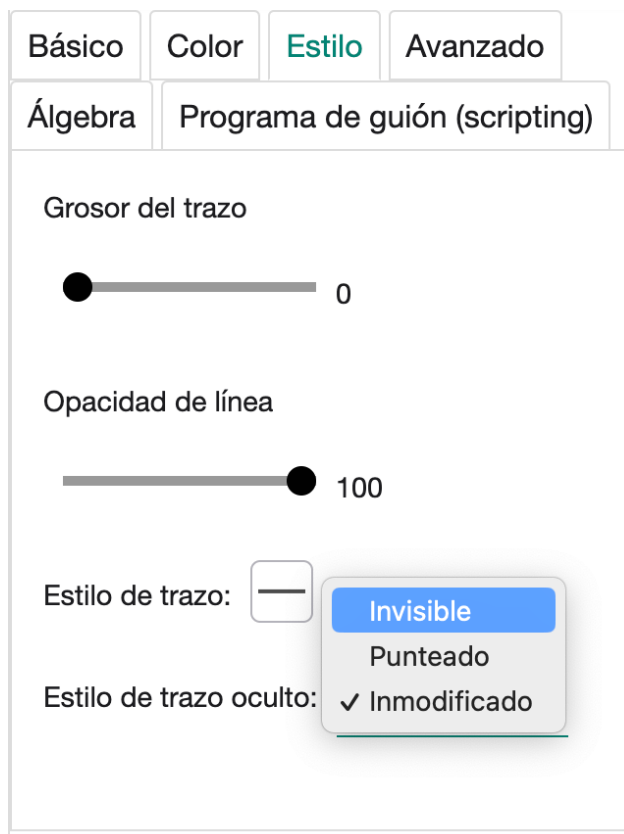 Básico Color Estilo Avanzado
Álgebra Programa de guión (scripting)
Grosor del trazo
0
Opacidad de línea
100
Estilo de trazo:
Invisible
Punteado
Estilo de trazo oculto: ✓ Inmodificado